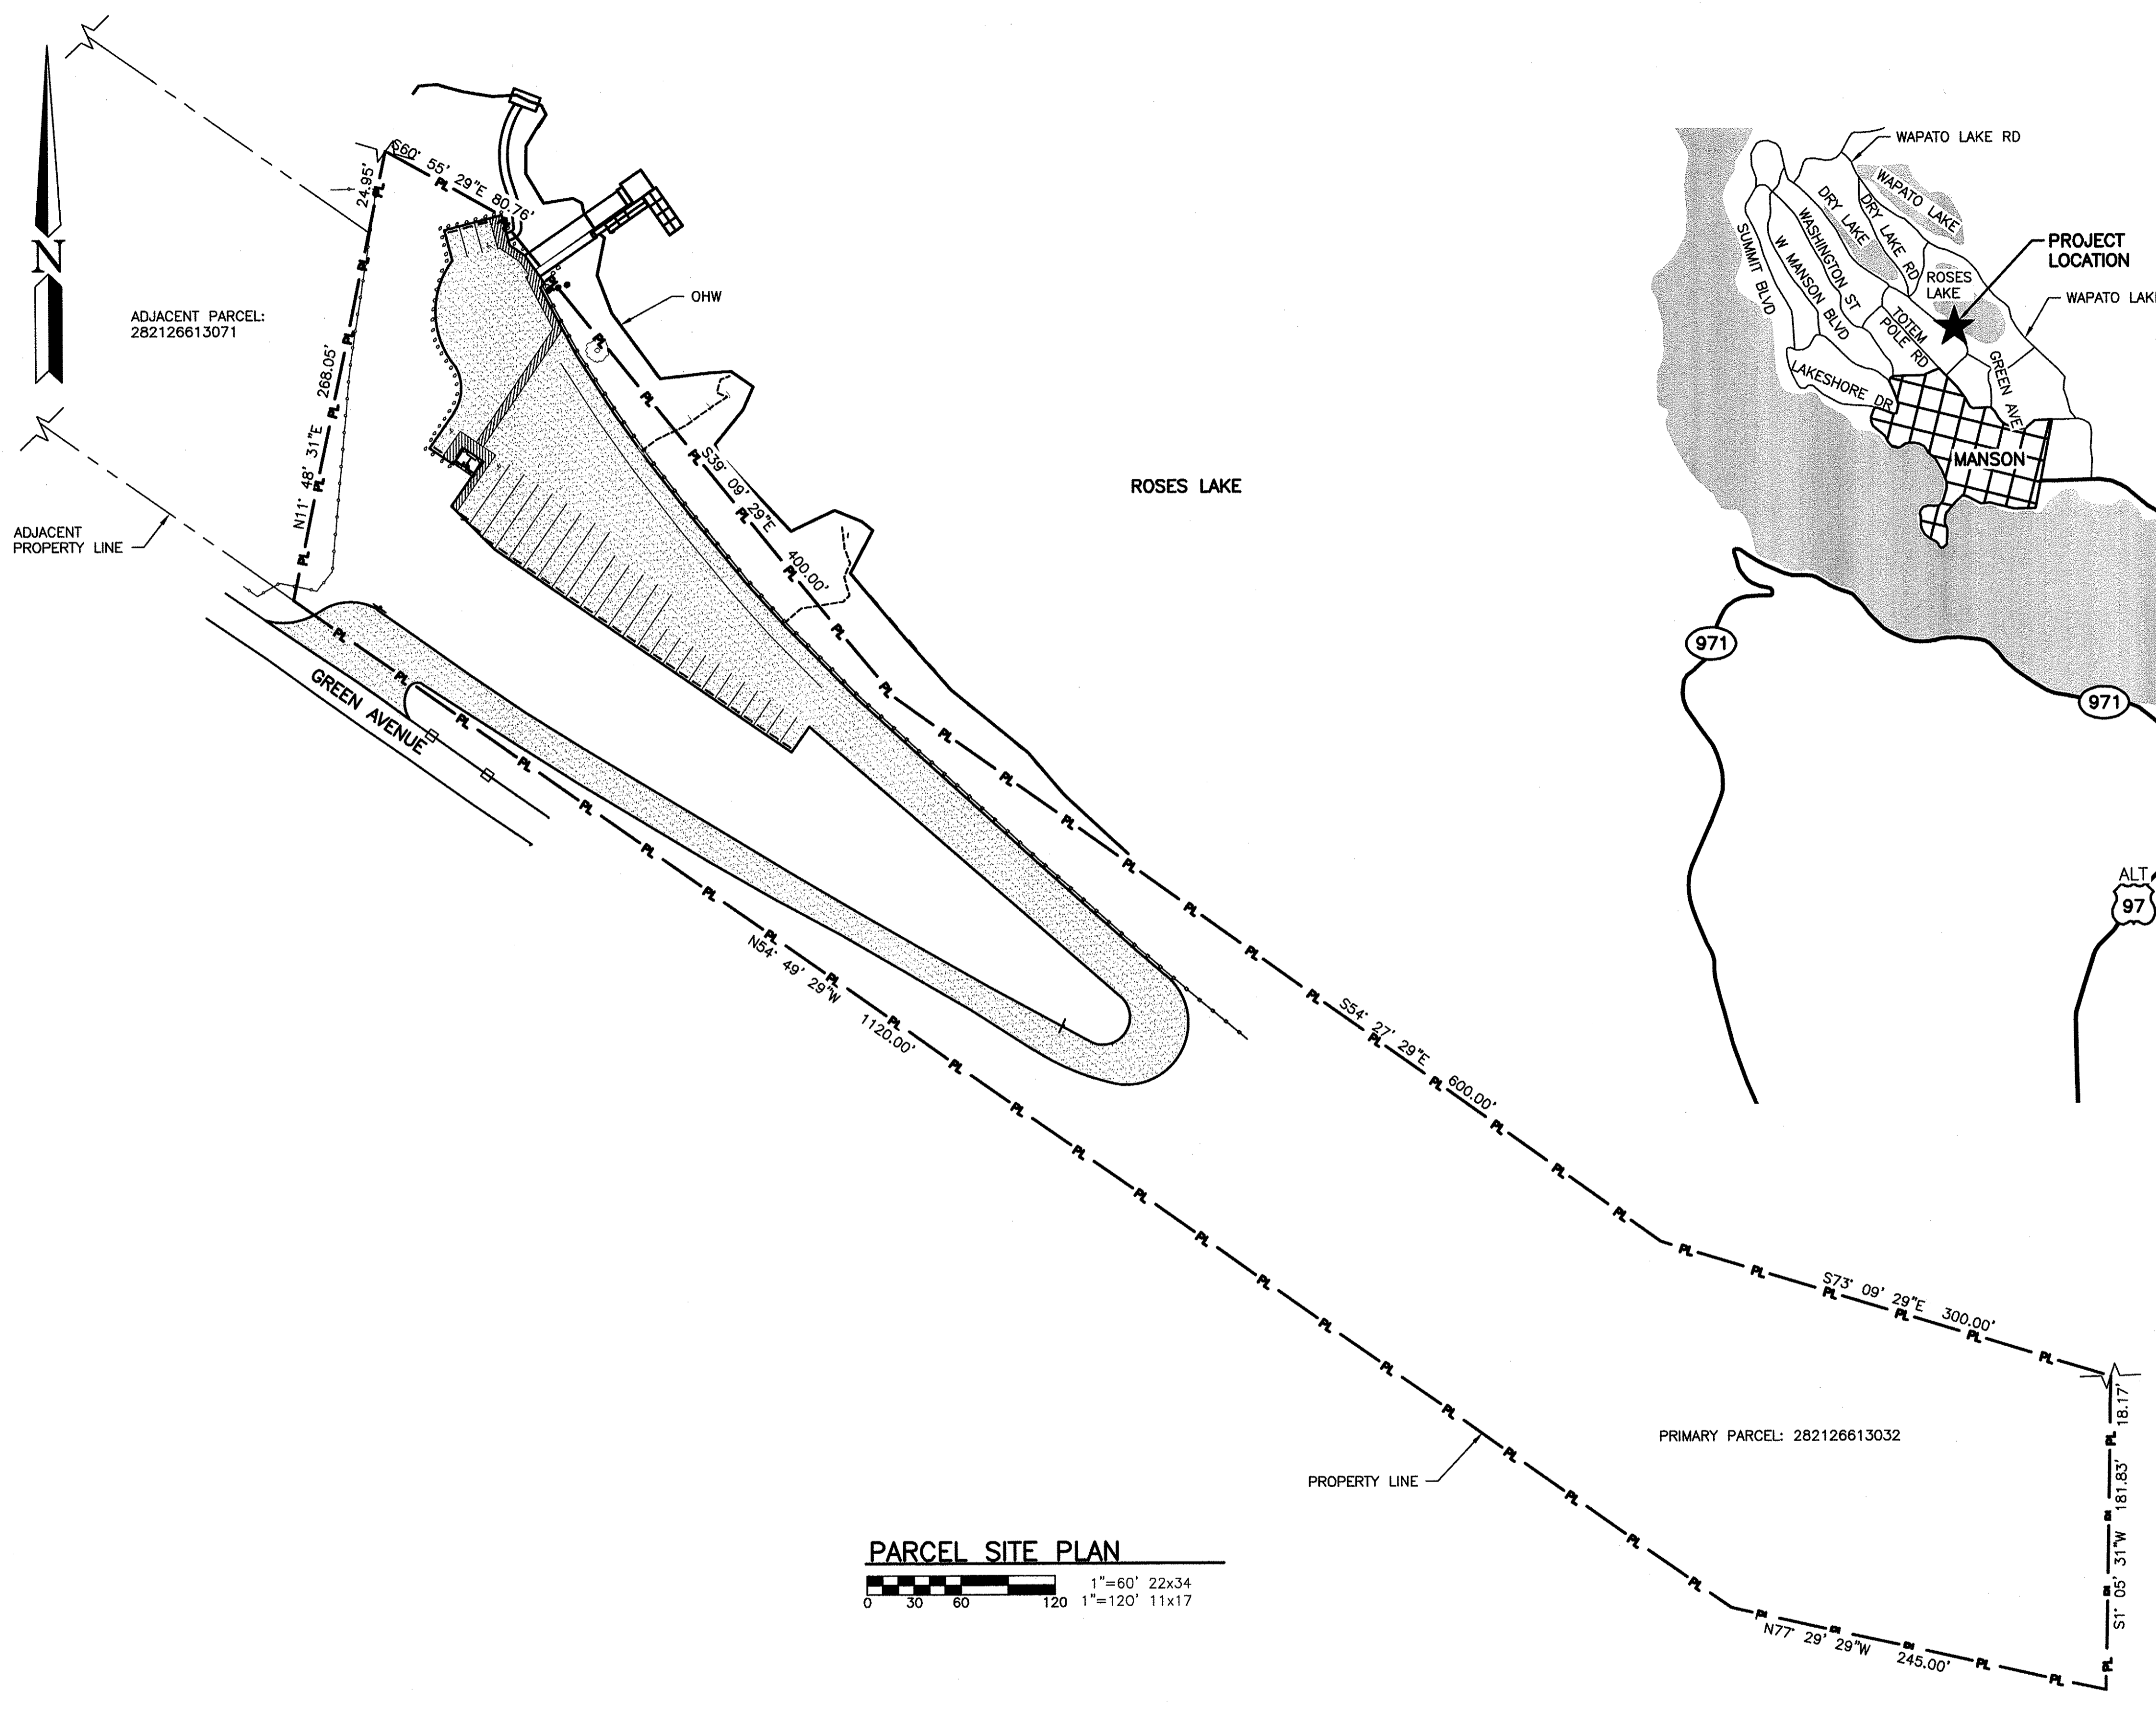 N
ADJACENT PARCEL:
282126613071
ADJACENT
PROPERTY LINE
24.95'
N11° 48' 31"E 268.05'
S60° 55' 29"E 80.76'
OHW
S39° 09' 29"E 400.00'
ROSES LAKE
GREEN AVENUE
N54° 49' 29"W 1120.00'
S54° 27' 29"E 600.00'
S73° 09' 29"E 300.00'
18.17'
S1° 05' 31"W 181.83'
N77° 29' 29"W 245.00'
PRIMARY PARCEL: 282126613032
PROPERTY LINE
PL
PARCEL SITE PLAN
0 30 60 120
1"=60' 22x34
1"=120' 11x17
WAPATO LAKE RD
WAPATO LAKE
DRY LAKE
DRY LAKE RD
WASHINGTON ST
W MANSON BLVD
SUMMIT BLVD
PROJECT
LOCATION
ROSES
LAKE
WAPATO LAKE
TOTEM
POLE RD
GREEN AVE
LAKESHORE DR
MANSON
971
971
ALT
97